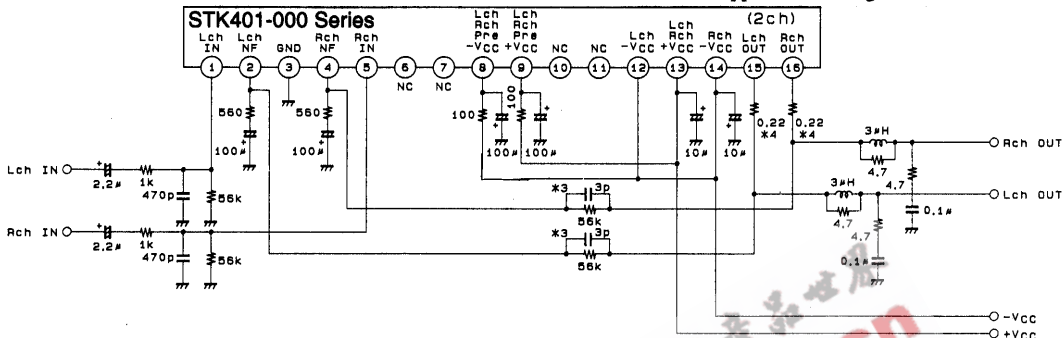 STK401-000 Series
(2ch)
Lch IN
Lch NF
GND
Rch NF
Rch IN
Lch Rch Pre -VCC
Lch Rch Pre +VCC
NC
NC
Lch -VCC
Lch Rch +VCC
Rch -VCC
Lch OUT
Rch OUT
1 2 3 4 5 6 7 8 9 10 11 12 13 14 15 16
NC
NC
560
100µ
560
100µ
100
100µ
100
100µ
10µ
10µ
0.22 *4
0.22 *4
3µH
4.7
4.7
0.1µ
Rch OUT
3µH
4.7
4.7
0.1µ
Lch OUT
Lch IN
2.2µ
1k
470p
56k
Rch IN
2.2µ
1k
470p
56k
*3
3p
56k
*3
3p
56k
-VCC
+VCC